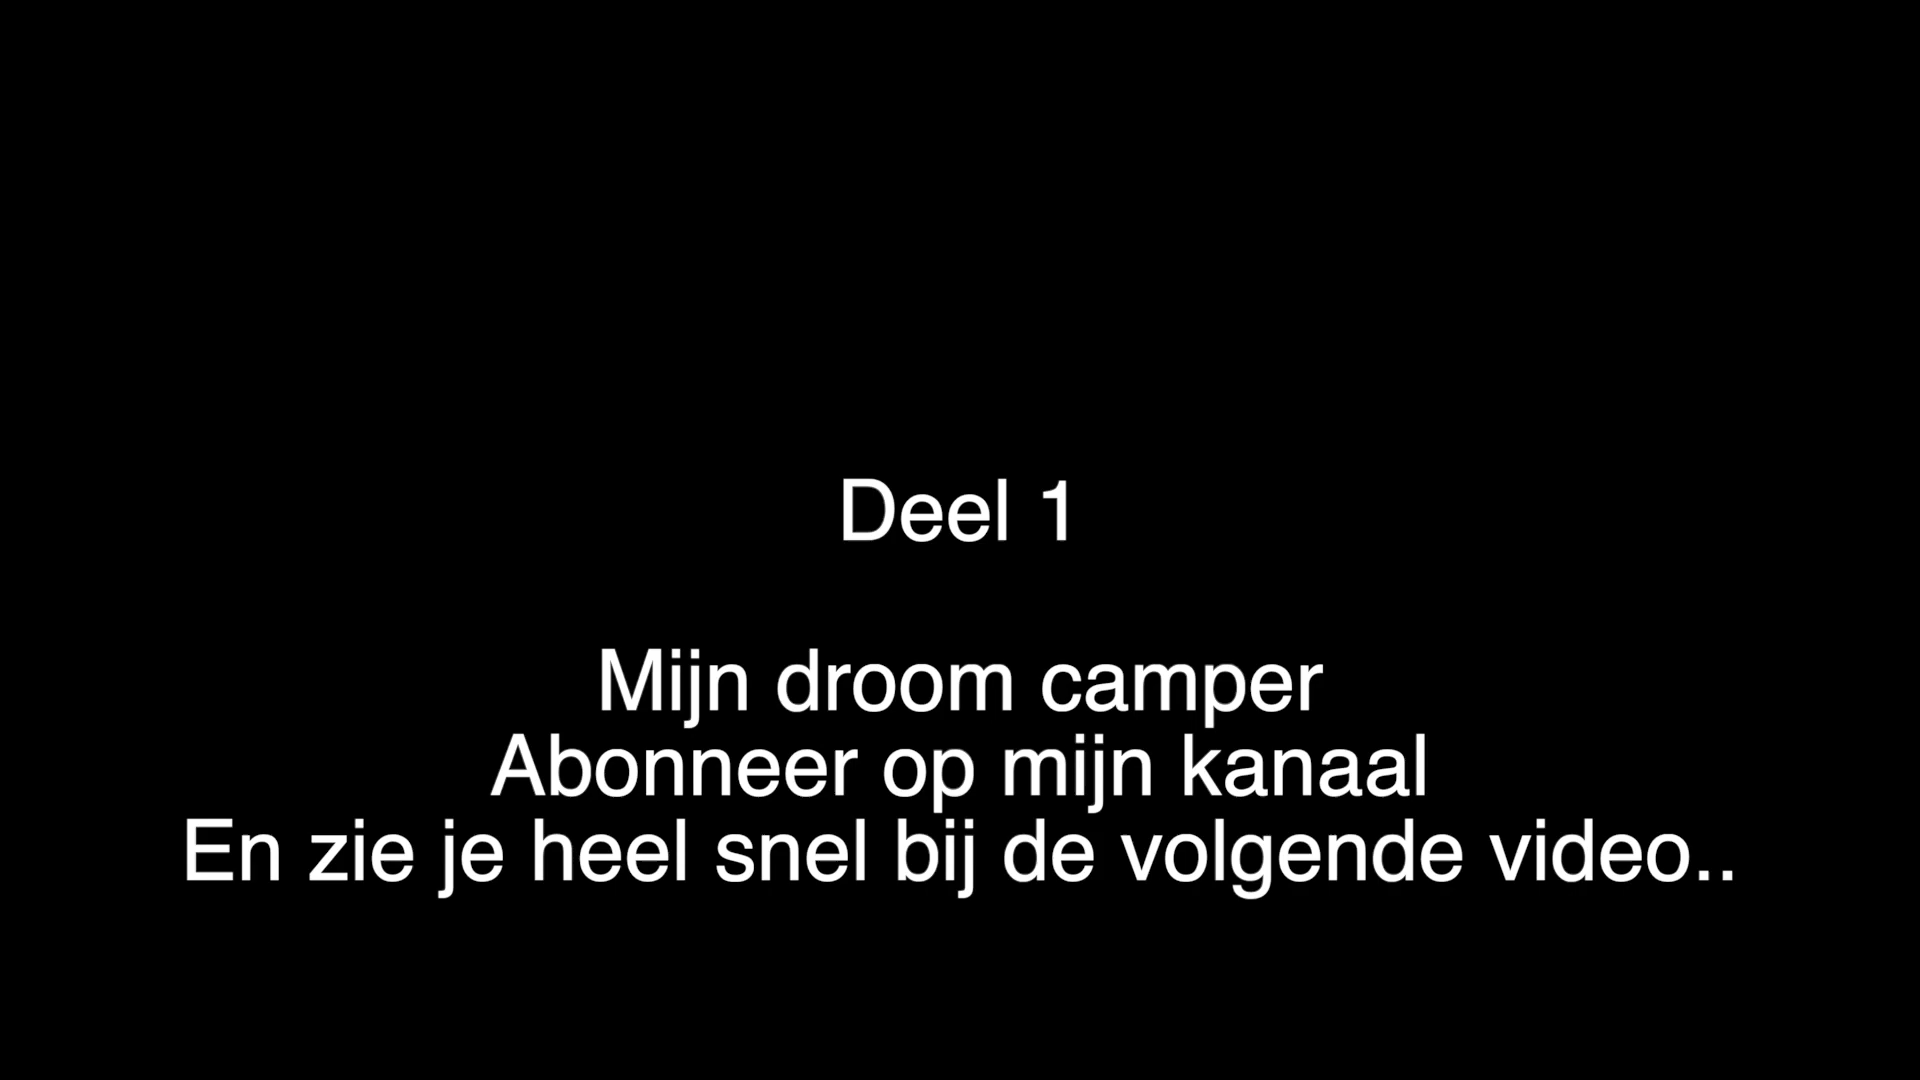 Deel 1
Mijn droom camper
Abonneer op mijn kanaal
En zie je heel snel bij de volgende video..